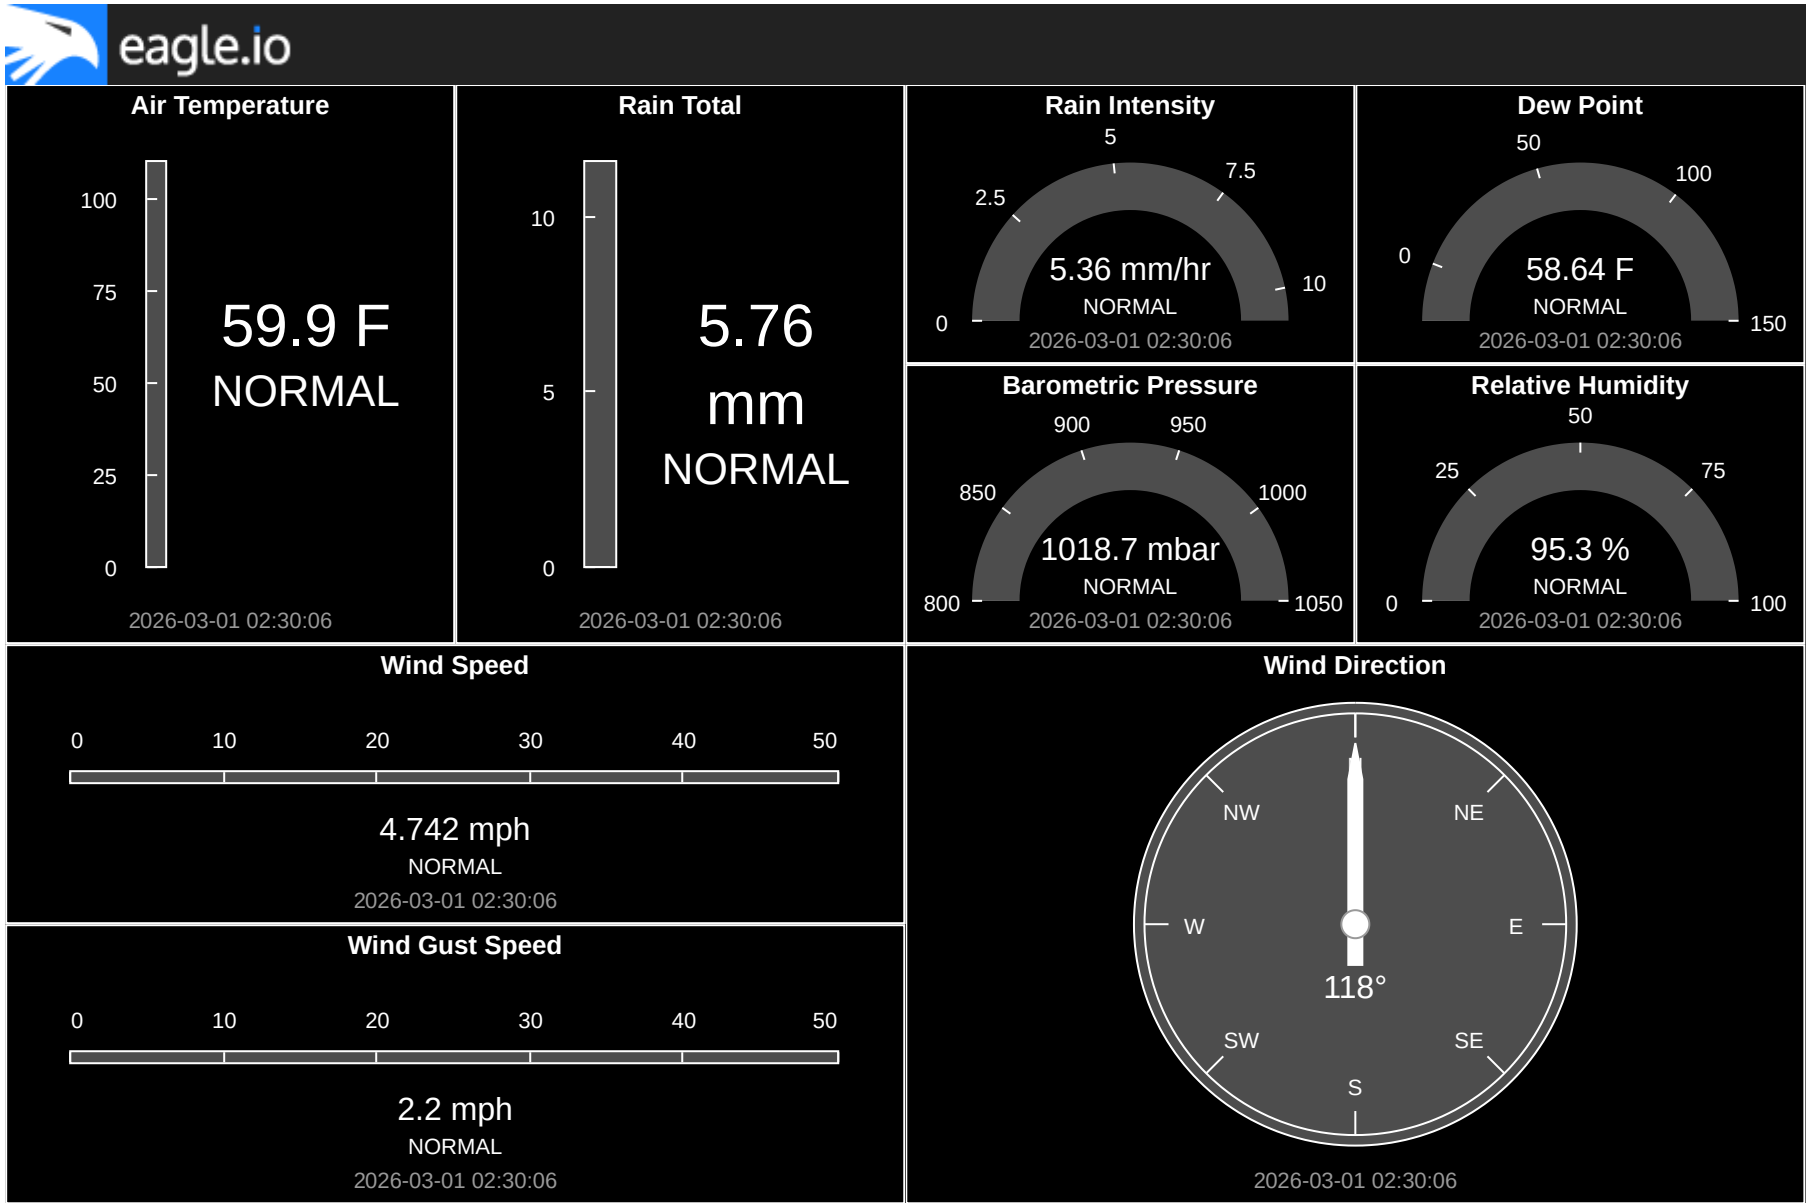 eagle.io
Air Temperature
100
75
50
25
0
59.9 F
NORMAL
2026-03-01 02:30:06
Rain Total
10
5
0
5.76
mm
NORMAL
2026-03-01 02:30:06
Rain Intensity
0
2.5
5
7.5
10
5.36 mm/hr
NORMAL
2026-03-01 02:30:06
Dew Point
0
50
100
150
58.64 F
NORMAL
2026-03-01 02:30:06
Barometric Pressure
800
850
900
950
1000
1050
1018.7 mbar
NORMAL
2026-03-01 02:30:06
Relative Humidity
0
25
50
75
100
95.3 %
NORMAL
2026-03-01 02:30:06
Wind Speed
0 10 20 30 40 50
4.742 mph
NORMAL
2026-03-01 02:30:06
Wind Gust Speed
0 10 20 30 40 50
2.2 mph
NORMAL
2026-03-01 02:30:06
Wind Direction
NW NE
W E
118°
SW SE
S
2026-03-01 02:30:06